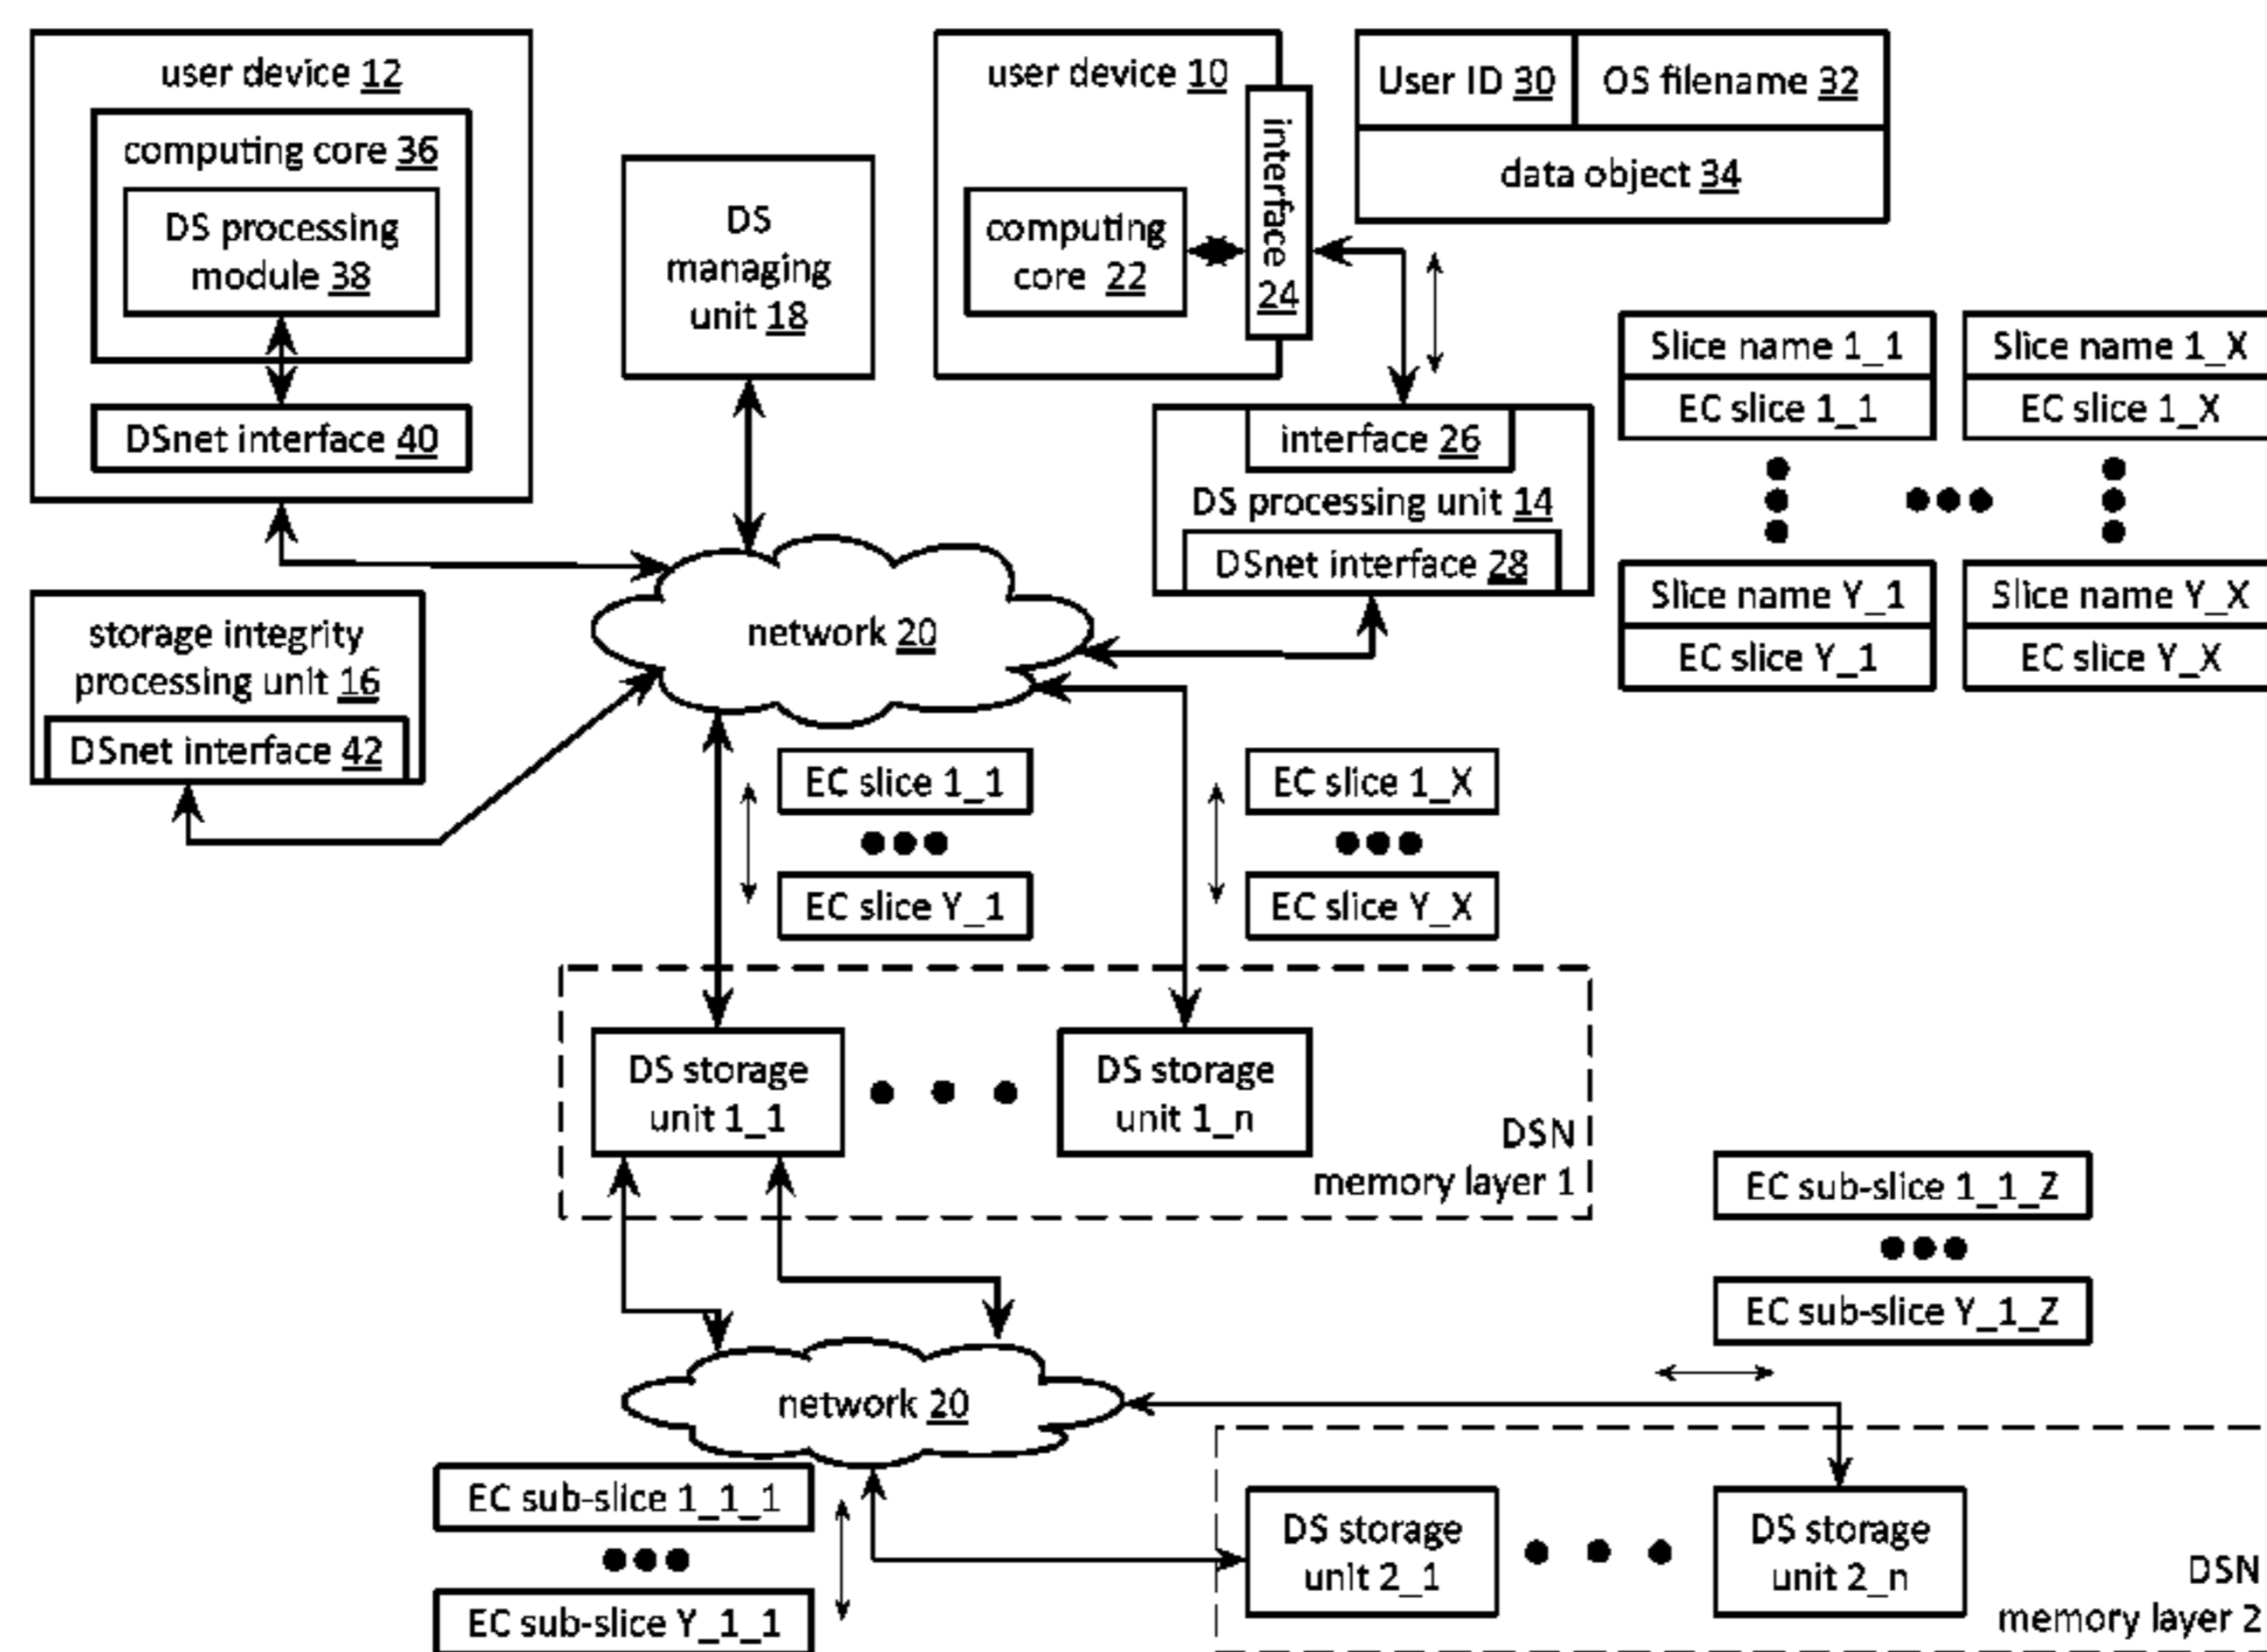 user device 12
computing core 36
DS processing
module 38
DSnet interface 40
DS
managing
unit 18
user device 10
computing
core 22
interface
24
User ID 30
OS filename 32
data object 34
interface 26
DS processing unit 14
DSnet interface 28
Slice name 1_1
EC slice 1_1
Slice name 1_X
EC slice 1_X
Slice name Y_1
EC slice Y_1
Slice name Y_X
EC slice Y_X
storage integrity
processing unit 16
DSnet interface 42
network 20
EC slice 1_1
EC slice Y_1
EC slice 1_X
EC slice Y_X
DS storage
unit 1_1
DS storage
unit 1_n
DSN
memory layer 1
EC sub-slice 1_1_Z
EC sub-slice Y_1_Z
network 20
EC sub-slice 1_1_1
EC sub-slice Y_1_1
DS storage
unit 2_1
DS storage
unit 2_n
DSN
memory layer 2